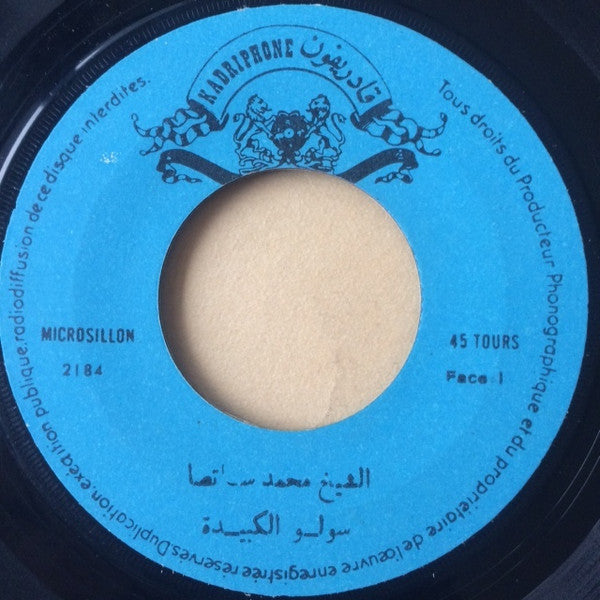 KADRIPHONE قادريفون
MICROSILLON
2184
45 TOURS
Face 1
الشيخ محمد
سولو الكبيدة
Tous droits du Producteur Phonographique et du propriétaire de l'œuvre enregistrée réservés.Duplication.exécution publique.radiodiffusion de ce disque interdites.